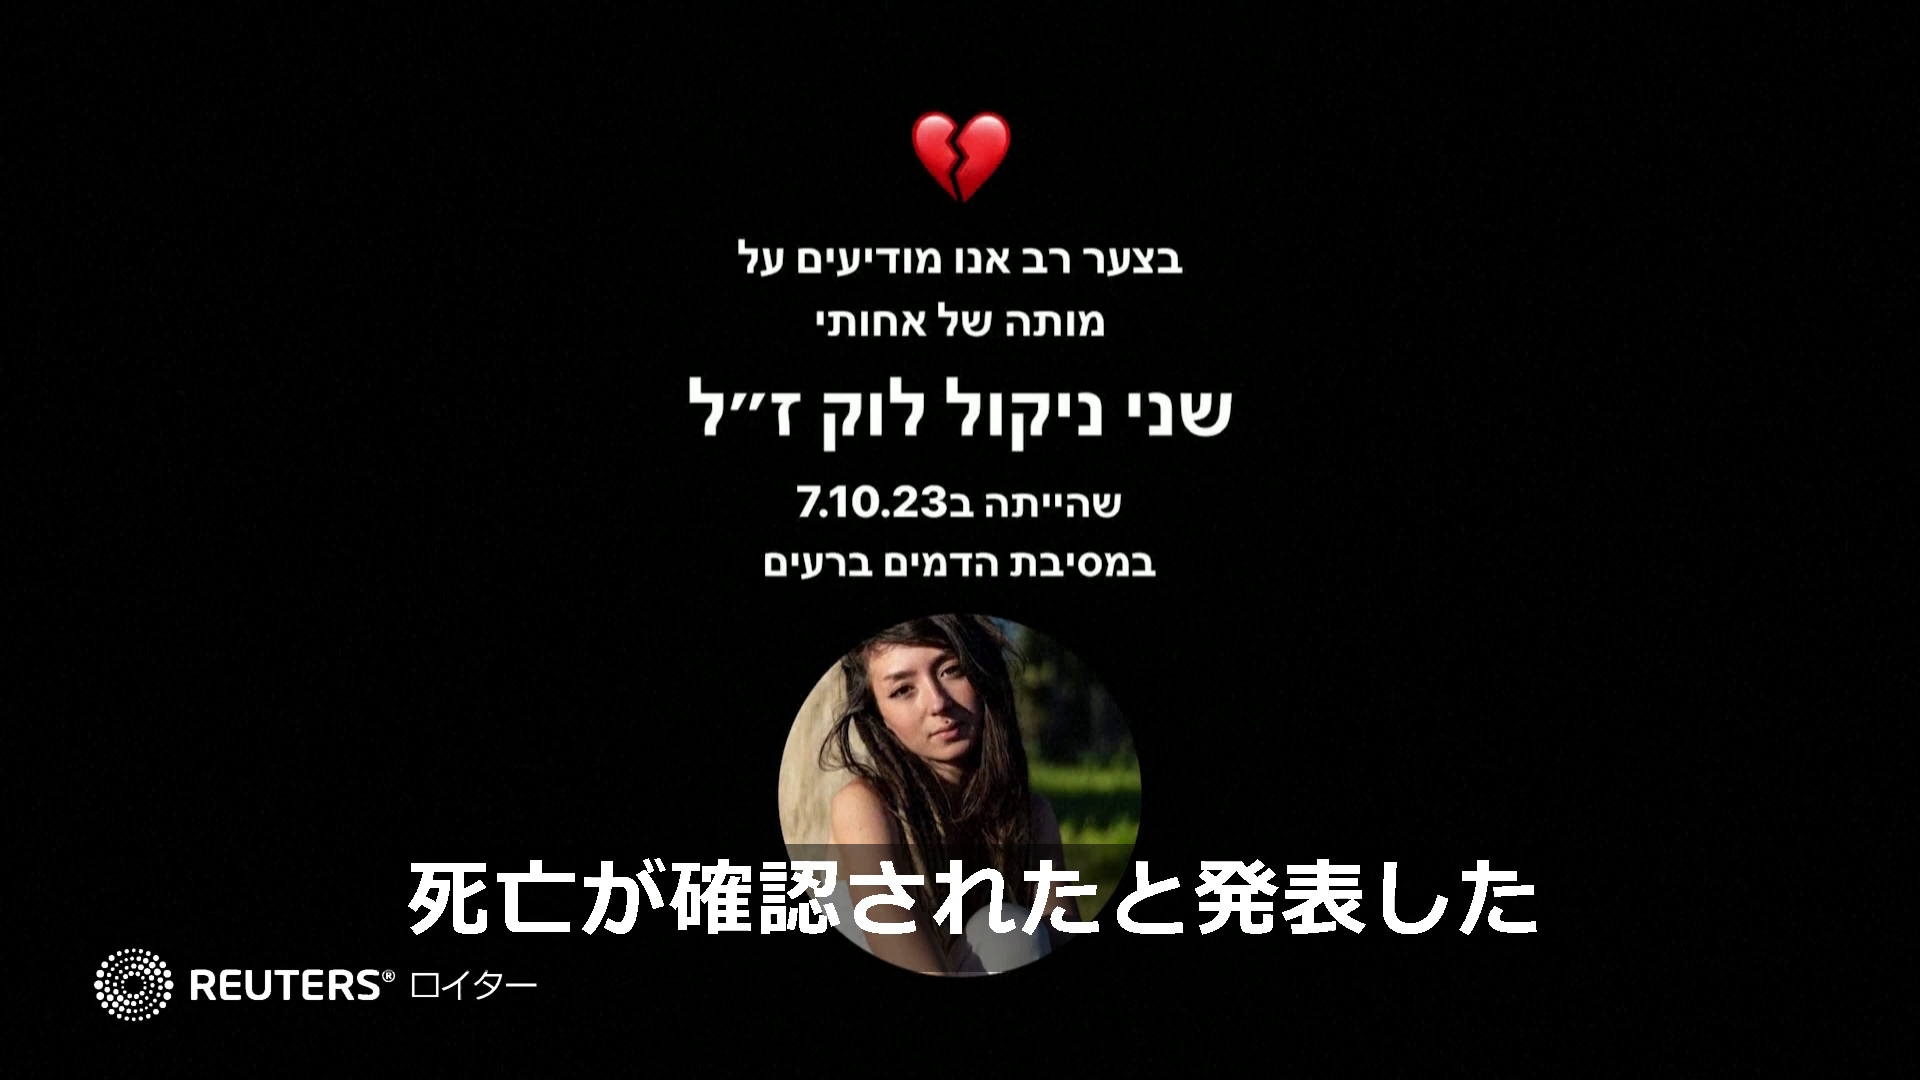 בצער רב אנו מודיעים על
מותה של אחותי
שני ניקול לוק ז״ל
שהייתה ב7.10.23
במסיבת הדמים ברעים
死亡が確認されたと発表した
REUTERS® ロイター